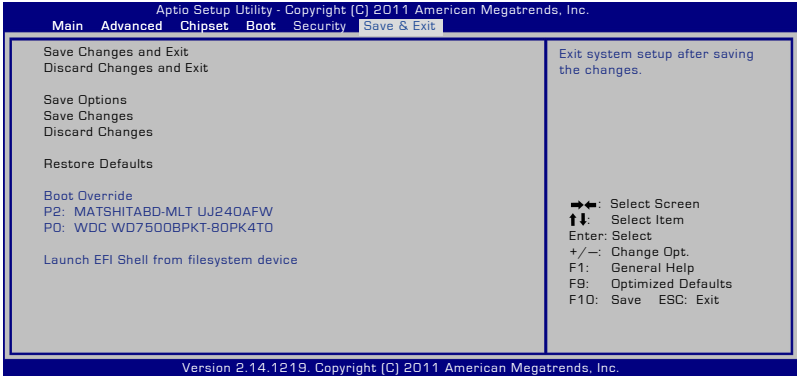 Aptio Setup Utility - Copyright (C) 2011 American Megatrends, Inc.
Main Advanced Chipset Boot Security Save & Exit
Save Changes and Exit
Discard Changes and Exit
Save Options
Save Changes
Discard Changes
Restore Defaults
Boot Override
P2: MATSHITABD-MLT UJ240AFW
P0: WDC WD7500BPKT-80PK4T0
Launch EFI Shell from filesystem device
Exit system setup after saving
the changes.
→←: Select Screen
↑↓: Select Item
Enter: Select
+/—: Change Opt.
F1: General Help
F9: Optimized Defaults
F10: Save ESC: Exit
Version 2.14.1219. Copyright (C) 2011 American Megatrends, Inc.